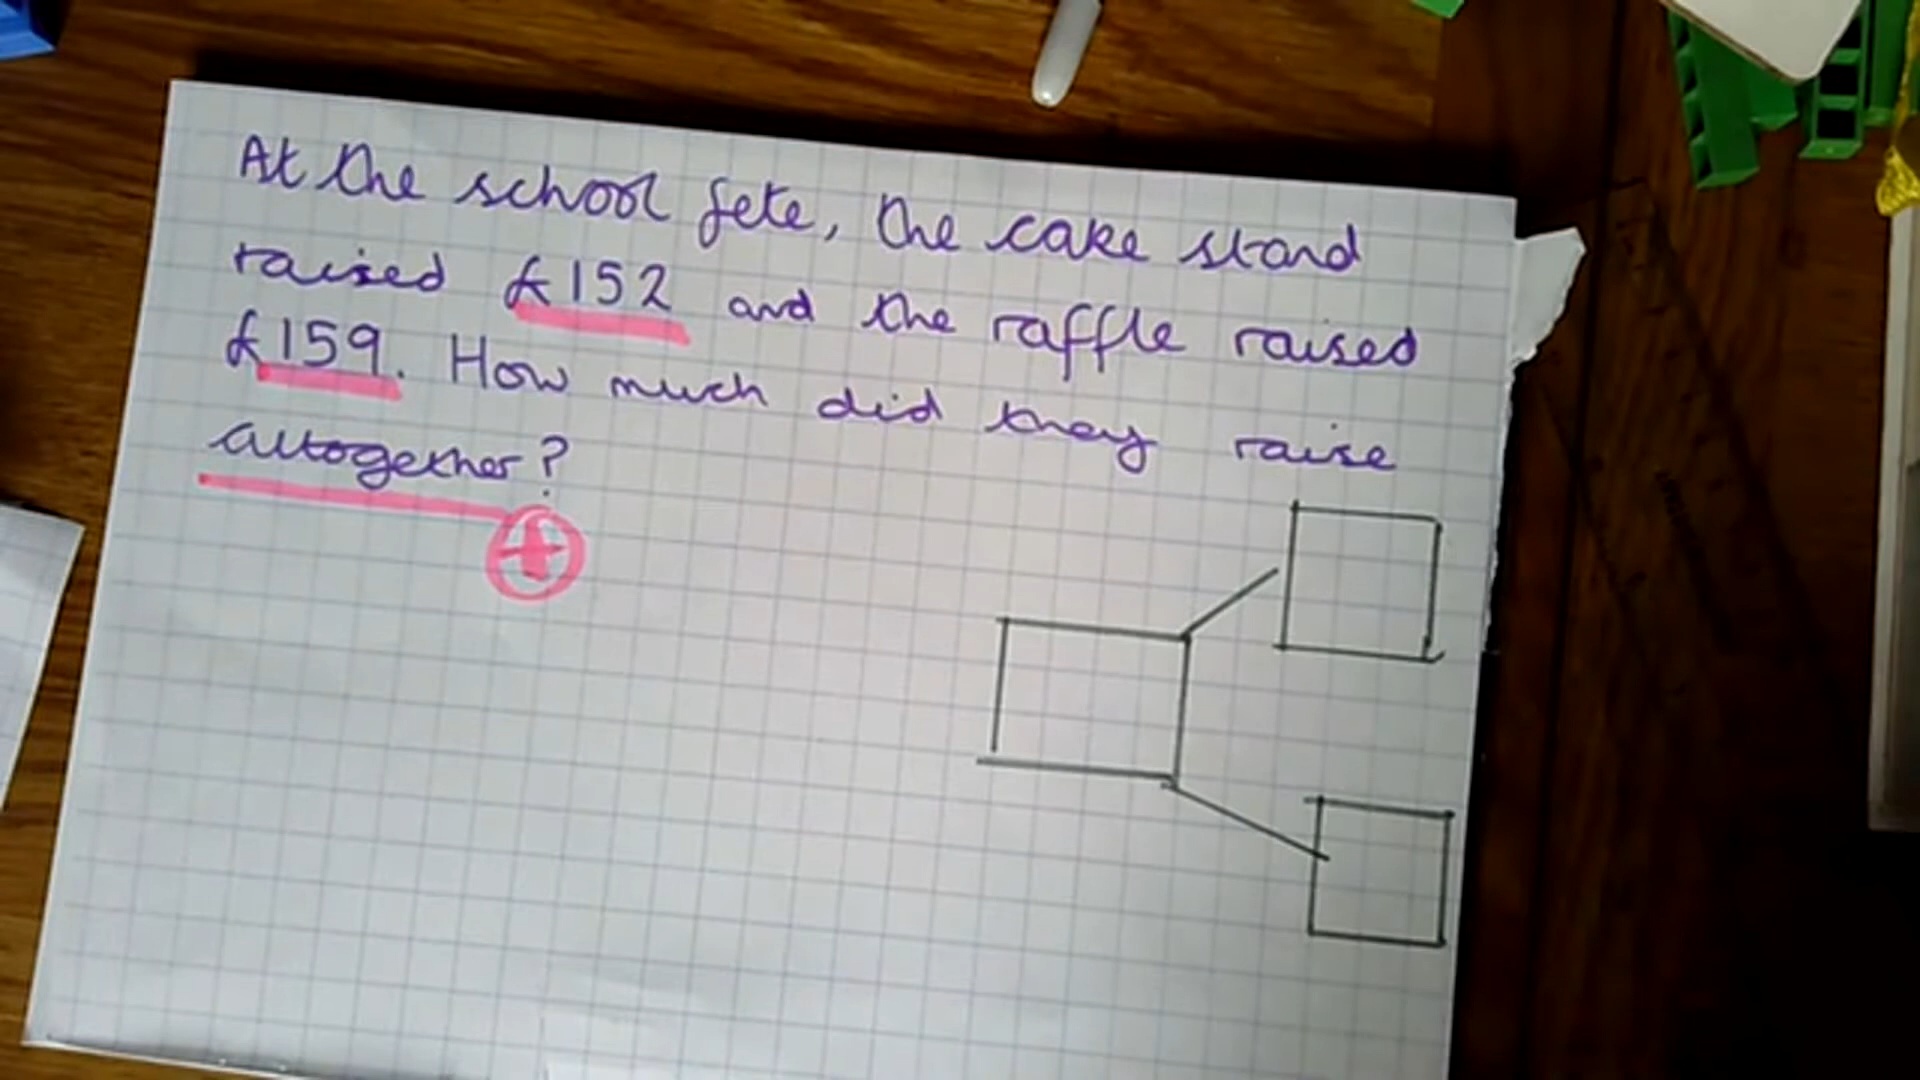 At the school fete, the cake stand
raised £152 and the raffle raised
£159. How much did they raise
altogether?
+